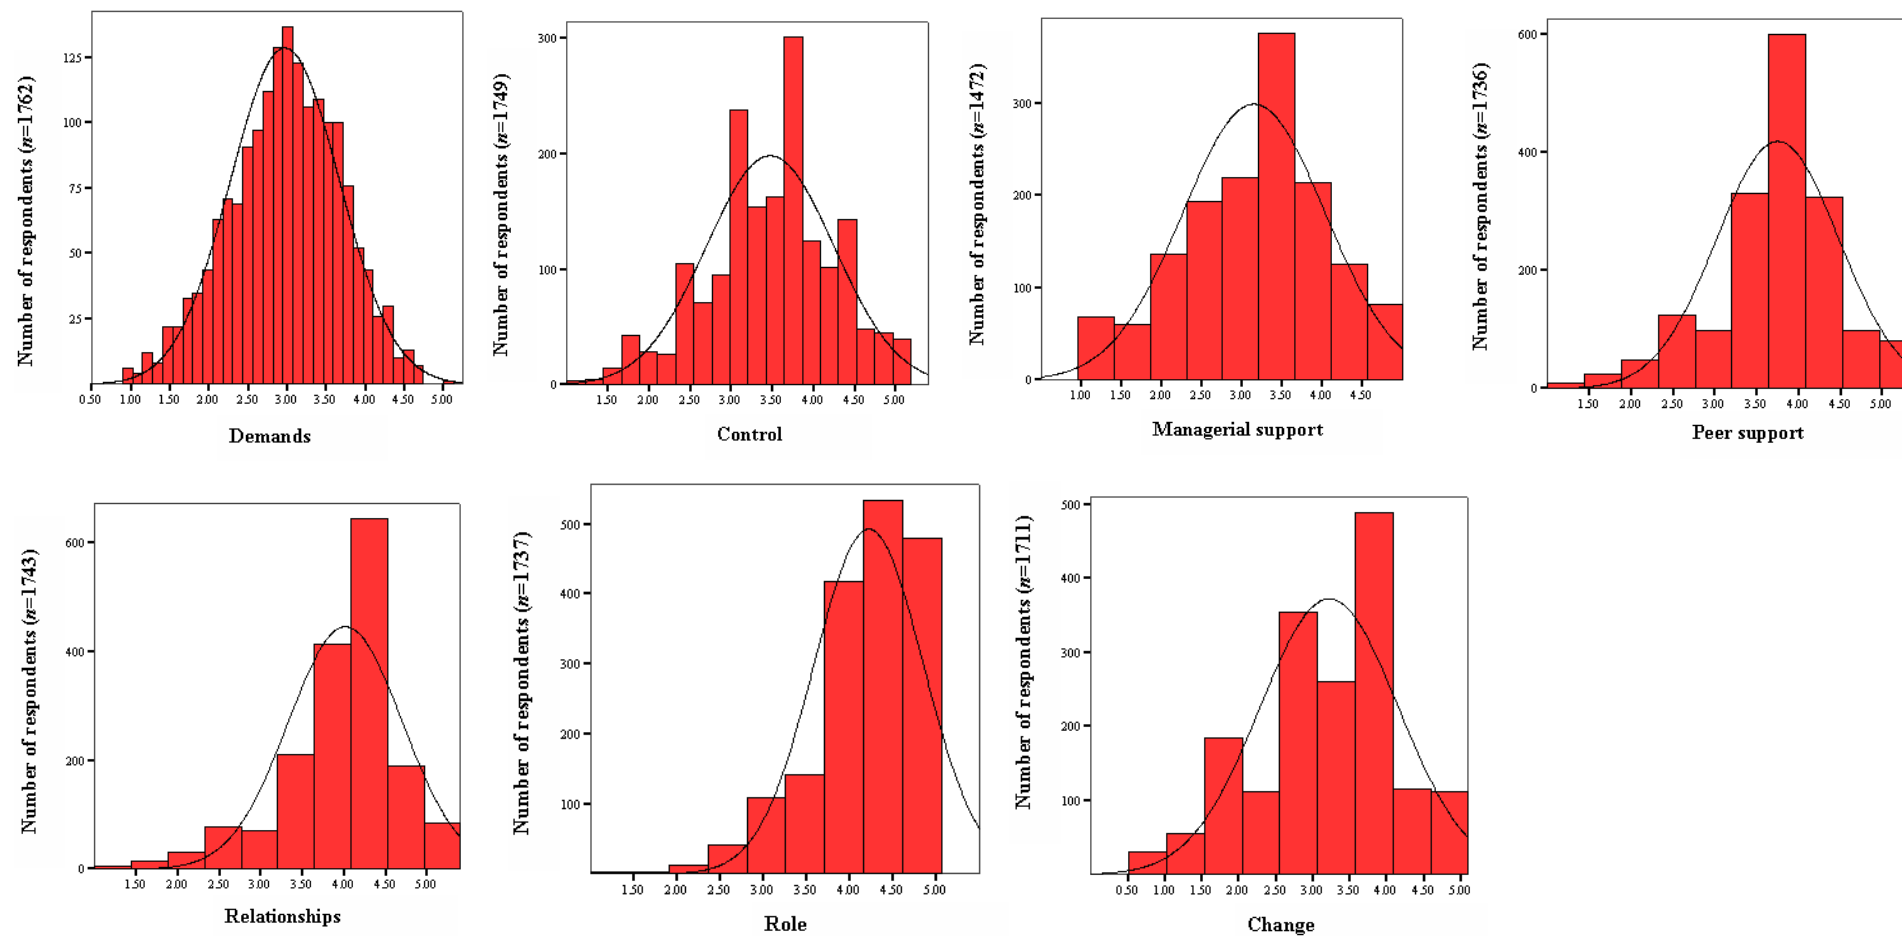 Number of respondents (n=1762)
125
100
75
50
25
0
0.50 1.00 1.50 2.00 2.50 3.00 3.50 4.00 4.50 5.00
Demands
Number of respondents (n=1749)
300
200
100
0
1.50 2.00 2.50 3.00 3.50 4.00 4.50 5.00
Control
Number of respondents (n=1472)
300
200
100
0
1.00 1.50 2.00 2.50 3.00 3.50 4.00 4.50
Managerial support
Number of respondents (n=1736)
600
400
200
0
1.50 2.00 2.50 3.00 3.50 4.00 4.50 5.00
Peer support
Number of respondents (n=1743)
600
400
200
0
1.50 2.00 2.50 3.00 3.50 4.00 4.50 5.00
Relationships
Number of respondents (n=1737)
500
400
300
200
100
1.50 2.00 2.50 3.00 3.50 4.00 4.50 5.00
Role
Number of respondents (n=1711)
500
400
300
200
100
0.50 1.00 1.50 2.00 2.50 3.00 3.50 4.00 4.50 5.00
Change